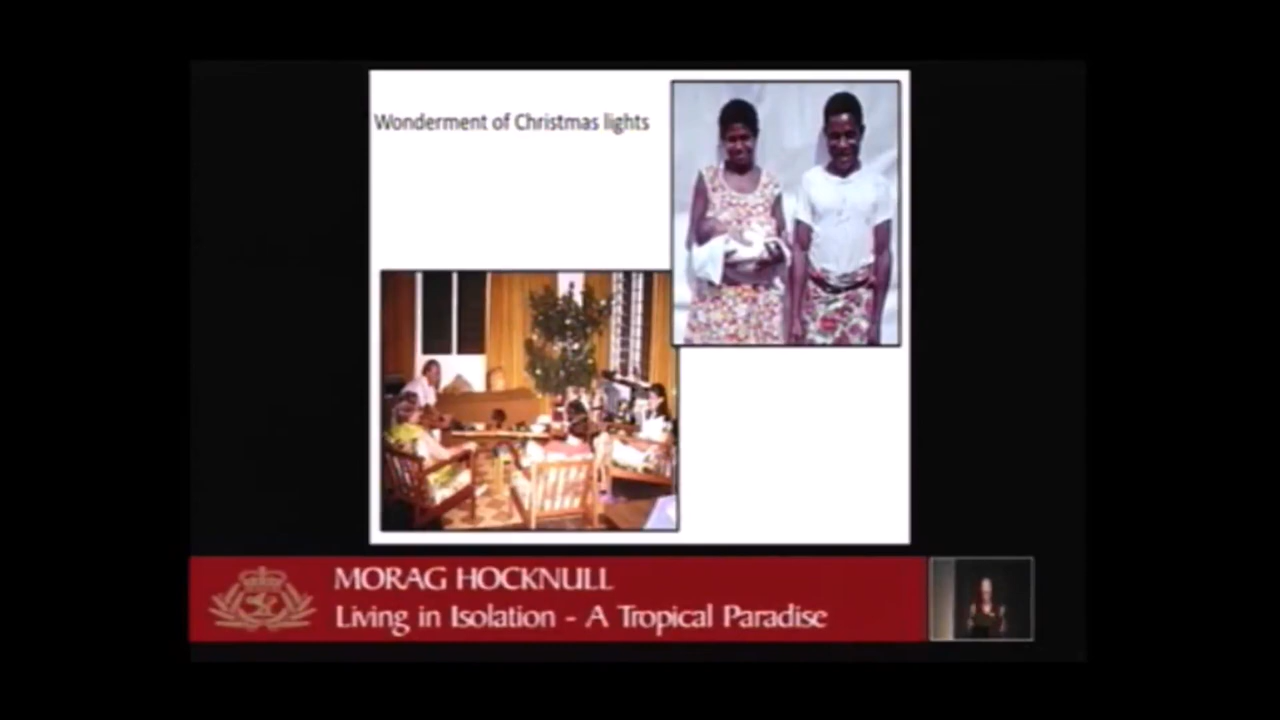 Wonderment of Christmas lights
MORAG HOCKNULL
Living in Isolation - A Tropical Paradise